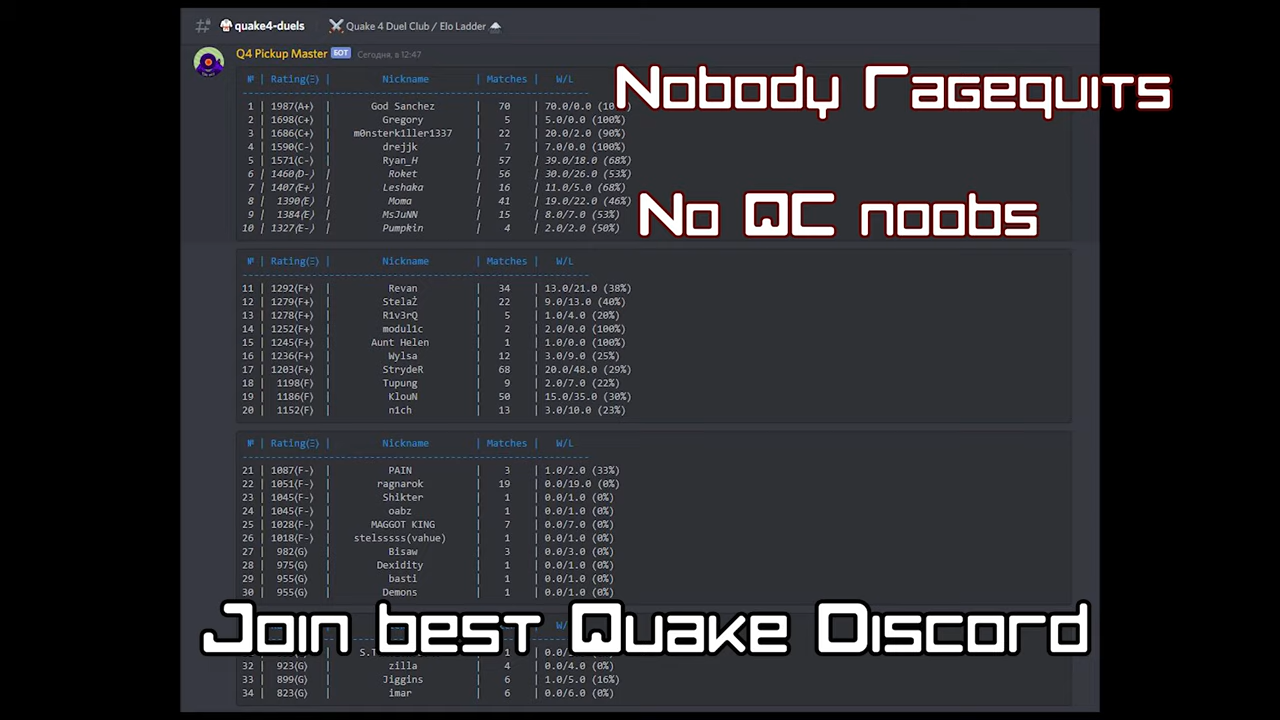 quake4-duels Quake 4 Duel Club / Elo Ladder
Q4 Pickup Master БОТ Сегодня, в 12:47
№ | Rating(Ξ) | Nickname | Matches | W/L
Nobody Ragequits
1 | 1987(A+) | God Sanchez | 70 | 70.0/0.0
2 | 1698(C+) | Gregory | 5 | 5.0/0.0 (100%)
3 | 1686(C+) | m0nsterk1ller1337 | 22 | 20.0/2.0 (90%)
4 | 1590(C-) | drejjk | 7 | 7.0/0.0 (100%)
5 | 1571(C-) | Ryan_H | 57 | 39.0/18.0 (68%)
6 | 1460(D-) | Roket | 56 | 30.0/26.0 (53%)
7 | 1407(E+) | Leshaka | 16 | 11.0/5.0 (68%)
8 | 1390(E) | Moma | 41 | 19.0/22.0 (46%)
9 | 1384(E) | MsJuNN | 15 | 8.0/7.0 (53%)
10 | 1327(E-) | Pumpkin | 4 | 2.0/2.0 (50%)
No QC noobs
№ | Rating(Ξ) | Nickname | Matches | W/L
11 | 1292(F+) | Revan | 34 | 13.0/21.0 (38%)
12 | 1279(F+) | StelaŻ | 22 | 9.0/13.0 (40%)
13 | 1278(F+) | R1v3rQ | 5 | 1.0/4.0 (20%)
14 | 1252(F+) | modul1c | 2 | 2.0/0.0 (100%)
15 | 1245(F+) | Aunt Helen | 1 | 1.0/0.0 (100%)
16 | 1236(F+) | Wylsa | 12 | 3.0/9.0 (25%)
17 | 1203(F+) | StrydeR | 68 | 20.0/48.0 (29%)
18 | 1198(F) | Tupung | 9 | 2.0/7.0 (22%)
19 | 1186(F) | KlouN | 50 | 15.0/35.0 (30%)
20 | 1152(F) | n1ch | 13 | 3.0/10.0 (23%)
№ | Rating(Ξ) | Nickname | Matches | W/L
21 | 1087(F-) | PAIN | 3 | 1.0/2.0 (33%)
22 | 1051(F-) | ragnarok | 19 | 0.0/19.0 (0%)
23 | 1045(F-) | Shikter | 1 | 0.0/1.0 (0%)
24 | 1045(F-) | oabz | 1 | 0.0/1.0 (0%)
25 | 1028(F-) | MAGGOT KING | 7 | 0.0/7.0 (0%)
26 | 1018(F-) | stelsssss(vahue) | 1 | 0.0/1.0 (0%)
27 | 982(G) | Bisaw | 3 | 0.0/3.0 (0%)
28 | 975(G) | Dexidity | 1 | 0.0/1.0 (0%)
29 | 955(G) | basti | 1 | 0.0/1.0 (0%)
30 | 955(G) | Demons | 1 | 0.0/1.0 (0%)
Join best Quake Discord
32 | 923(G) | zilla | 4 | 0.0/4.0 (0%)
33 | 899(G) | Jiggins | 6 | 1.0/5.0 (16%)
34 | 823(G) | imar | 6 | 0.0/6.0 (0%)